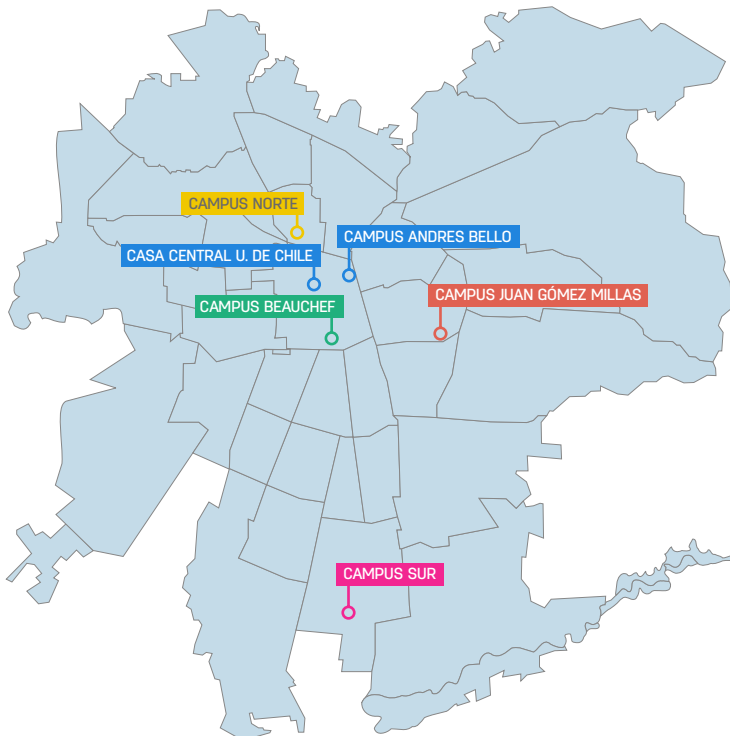 CAMPUS NORTE
CAMPUS ANDRES BELLO
CASA CENTRAL U. DE CHILE
CAMPUS JUAN GÓMEZ MILLAS
CAMPUS BEAUCHEF
CAMPUS SUR